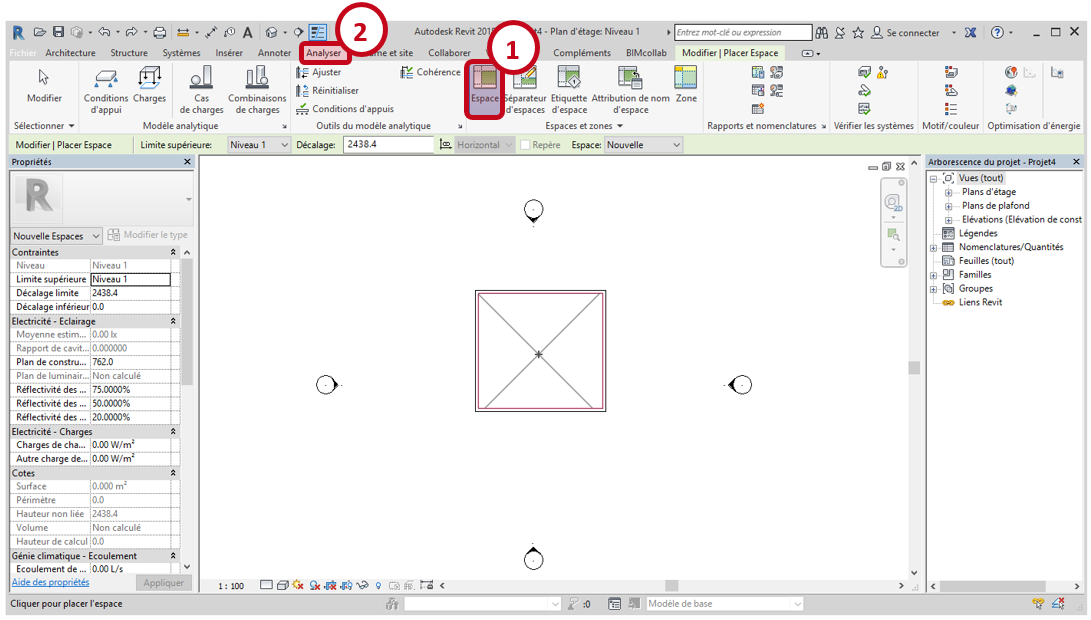 Autodesk Revit 201
t4 - Plan d'étage: Niveau 1
Entrez mot-clé ou expression
Se connecter
2
1
Fichier Architecture Structure Systèmes Insérer Annoter Analyser me et site Collaborer Compléments BIMcollab Modifier | Placer Espace
Modifier
Conditions d'appui
Charges
Cas de charges
Combinaisons de charges
Ajuster
Réinitialiser
Conditions d'appuis
Cohérence
Espace
Séparateur d'espaces
Etiquette d'espace
Attribution de nom d'espace
Zone
Sélectionner
Modèle analytique
Outils du modèle analytique
Espaces et zones
Rapports et nomenclatures
Vérifier les systèmes
Motif/couleur
Optimisation d'énergie
Modifier | Placer Espace Limite supérieure: Niveau 1 Décalage: 2438.4 Horizontal Repère Espace: Nouvelle
Propriétés
R
Nouvelle Espaces Modifier le type
Contraintes
Niveau Niveau 1
Limite supérieure Niveau 1
Décalage limite 2438.4
Décalage inférieur 0.0
Electricité - Eclairage
Moyenne estim... 0.00 lx
Rapport de cavit... 0.000000
Plan de constru... 762.0
Plan de luminair... Non calculé
Réflectivité des ... 75.0000%
Réflectivité des ... 50.0000%
Réflectivité des ... 20.0000%
Electricité - Charges
Charges de cha... 0.00 W/m²
Autre charge de... 0.00 W/m²
Cotes
Surface 0.000 m²
Périmètre 0.0
Hauteur non liée 2438.4
Volume Non calculé
Hauteur de calcul 0.0
Génie climatique - Ecoulement
Ecoulement de ... 0.00 L/s
Aide des propriétés Appliquer
2D
1 : 100
Arborescence du projet - Projet4
Vues (tout)
Plans d'étage
Plans de plafond
Elévations (Elévation de const
Légendes
Nomenclatures/Quantités
Feuilles (tout)
Familles
Groupes
Liens Revit
Cliquer pour placer l'espace :0 Modèle de base